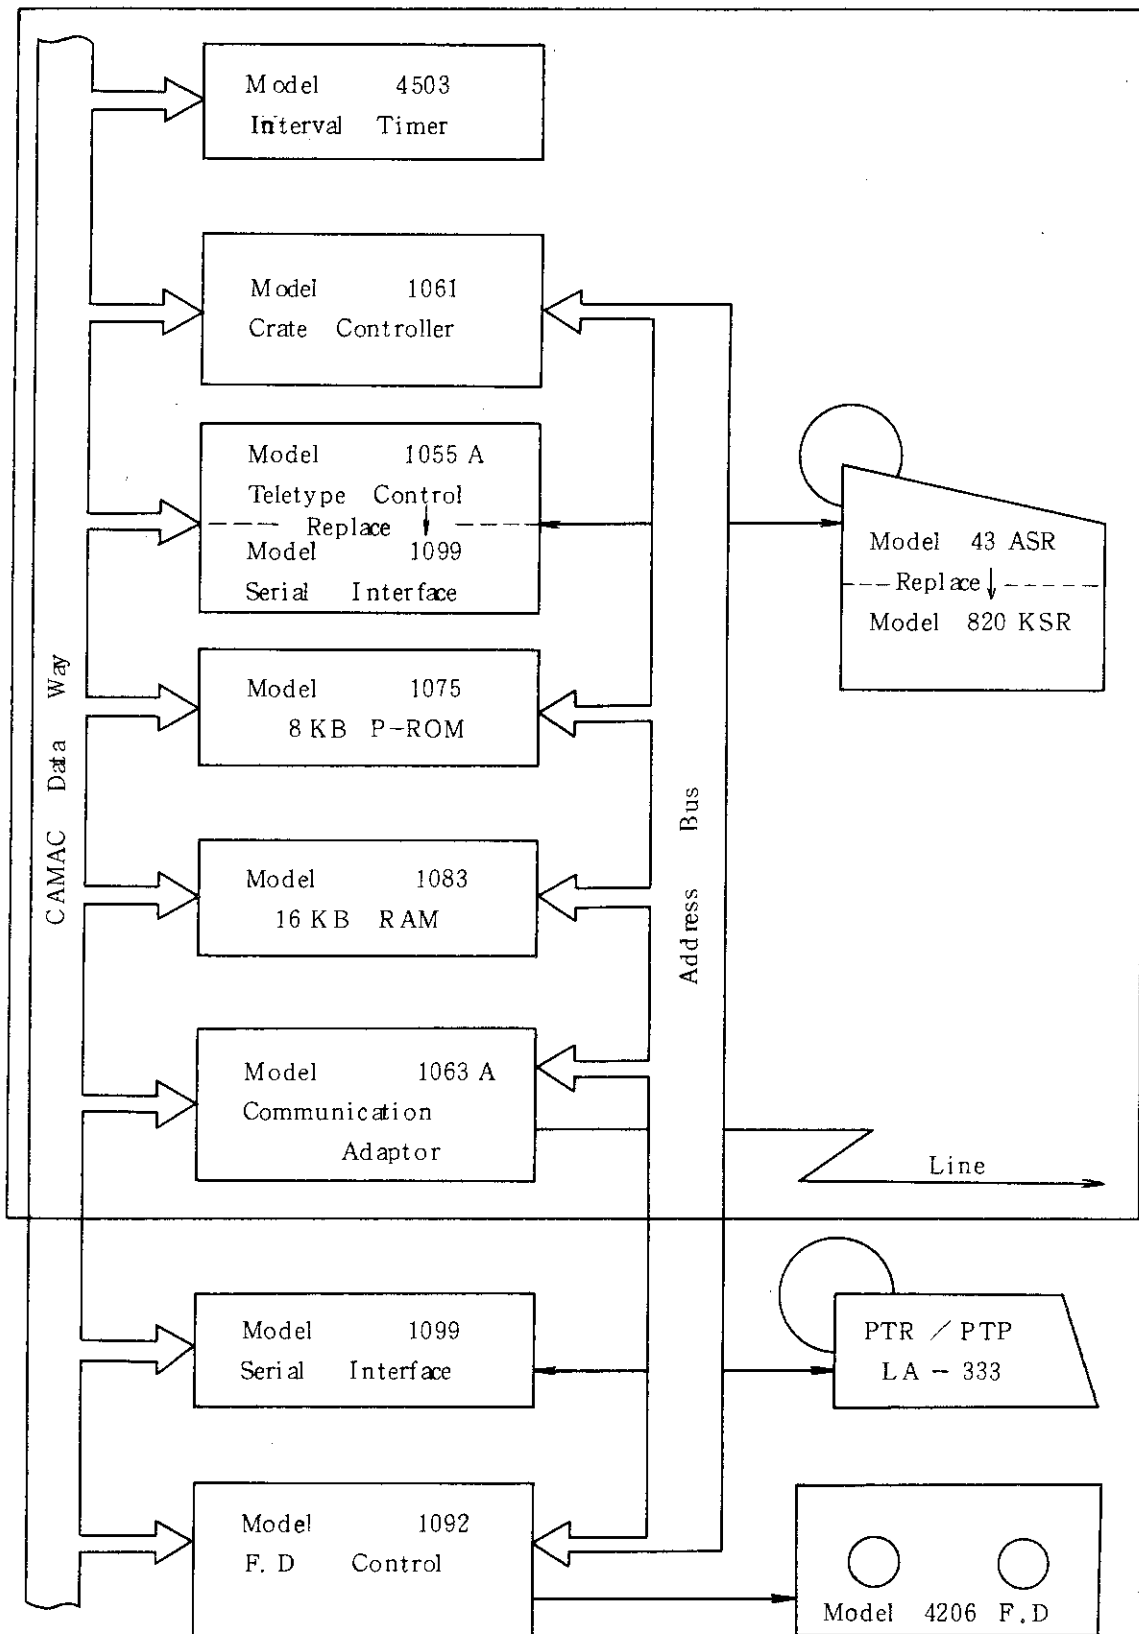 Model 4503
Interval Timer
Model 1061
Crate Controller
Model 1055 A
Teletype Control
Replace
Model 1099
Serial Interface
Model 43 ASR
Replace
Model 820 KSR
Model 1075
8 KB P-ROM
CAMAC Data Way
Address Bus
Model 1083
16 KB RAM
Model 1063 A
Communication
Adaptor
Line
Model 1099
Serial Interface
PTR / PTP
LA - 333
Model 1092
F. D Control
Model 4206 F.D